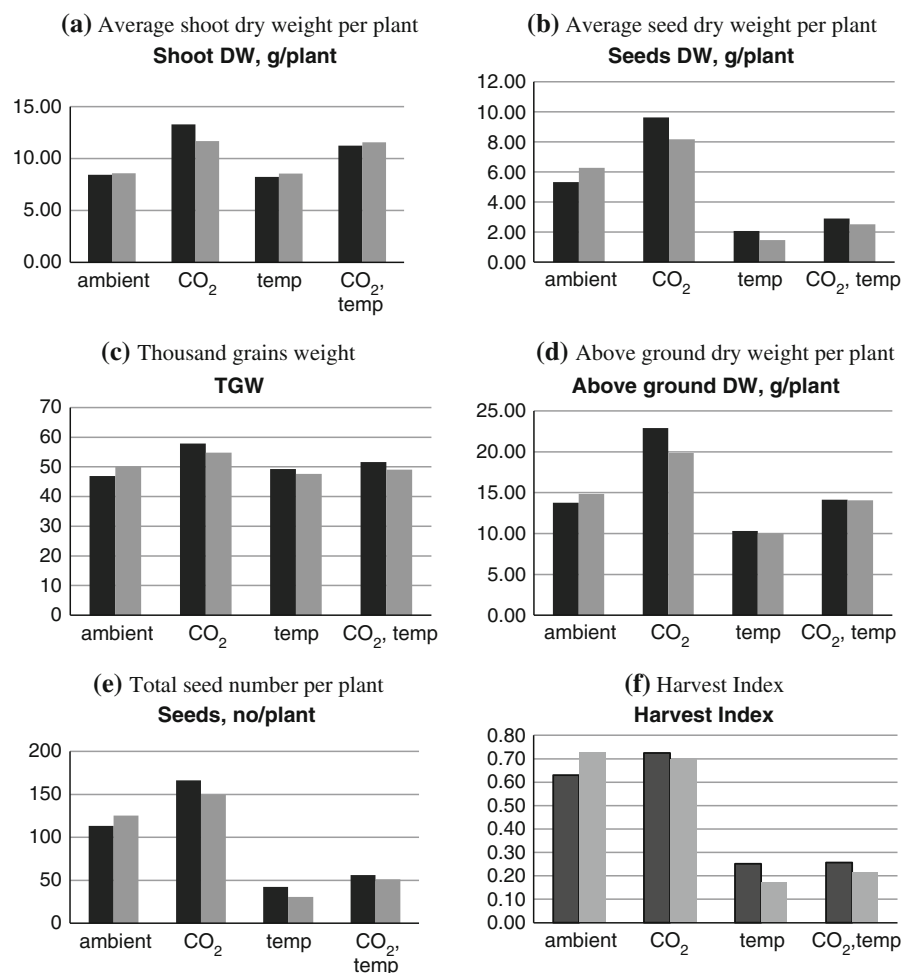 (a) Average shoot dry weight per plant
Shoot DW, g/plant
15.00
10.00
5.00
0.00
ambient CO₂ temp CO₂,
temp
(b) Average seed dry weight per plant
Seeds DW, g/plant
12.00
10.00
8.00
6.00
4.00
2.00
0.00
ambient CO₂ temp CO₂, temp
(c) Thousand grains weight
TGW
70
60
50
40
30
20
10
0
ambient CO₂ temp CO₂, temp
(d) Above ground dry weight per plant
Above ground DW, g/plant
25.00
20.00
15.00
10.00
5.00
0.00
ambient CO₂ temp CO₂, temp
(e) Total seed number per plant
Seeds, no/plant
200
150
100
50
0
ambient CO₂ temp CO₂,
temp
(f) Harvest Index
Harvest Index
0.80
0.70
0.60
0.50
0.40
0.30
0.20
0.10
0.00
ambient CO₂ temp CO₂,temp